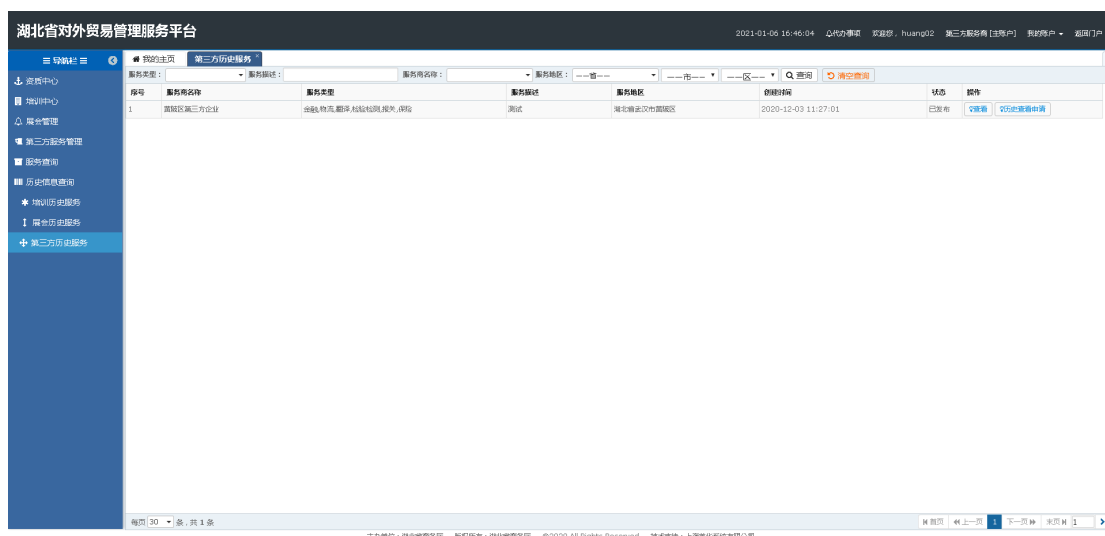 湖北省对外贸易管理服务平台
2021-01-06 16:46:04 代办事项 欢迎您，huang02 第三方服务商 [主账户] 我的账户 返回门户
导航栏
我的主页 第三方历史服务 ×
服务类型： 服务描述： 服务商名称： 服务地区： ——省—— ——市—— ——区—— 查询 清空查询
序号 服务商名称 服务类型 服务描述 服务地区 创建时间 状态 操作
1 黄陂区第三方企业 金融,物流,翻译,检验检测,报关,保险 测试 湖北省武汉市黄陂区 2020-12-03 11:27:01 已发布 查看 历史查看申请
资质中心
培训中心
展会管理
第三方服务管理
服务查询
历史信息查询
培训历史服务
展会历史服务
第三方历史服务
每页 30 条，共 1 条
首页 上一页 1 下一页 末页 1